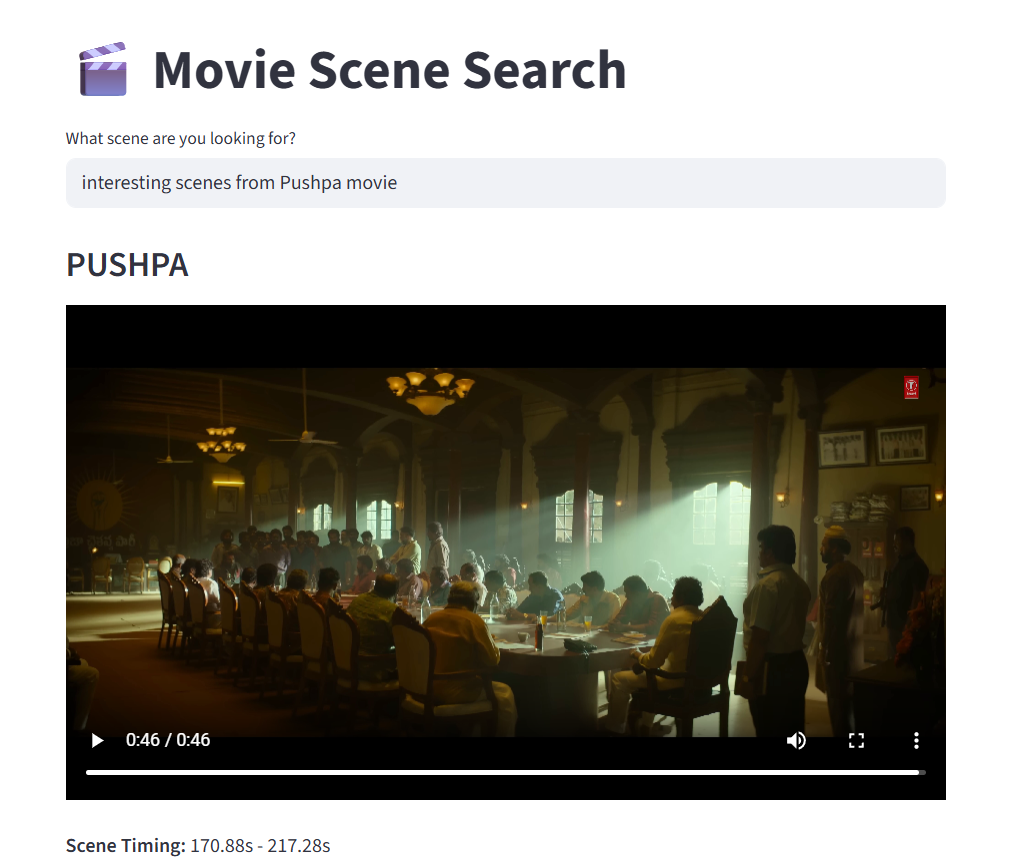 Movie Scene Search
What scene are you looking for?
interesting scenes from Pushpa movie
PUSHPA
0:46 / 0:46
Scene Timing: 170.88s - 217.28s